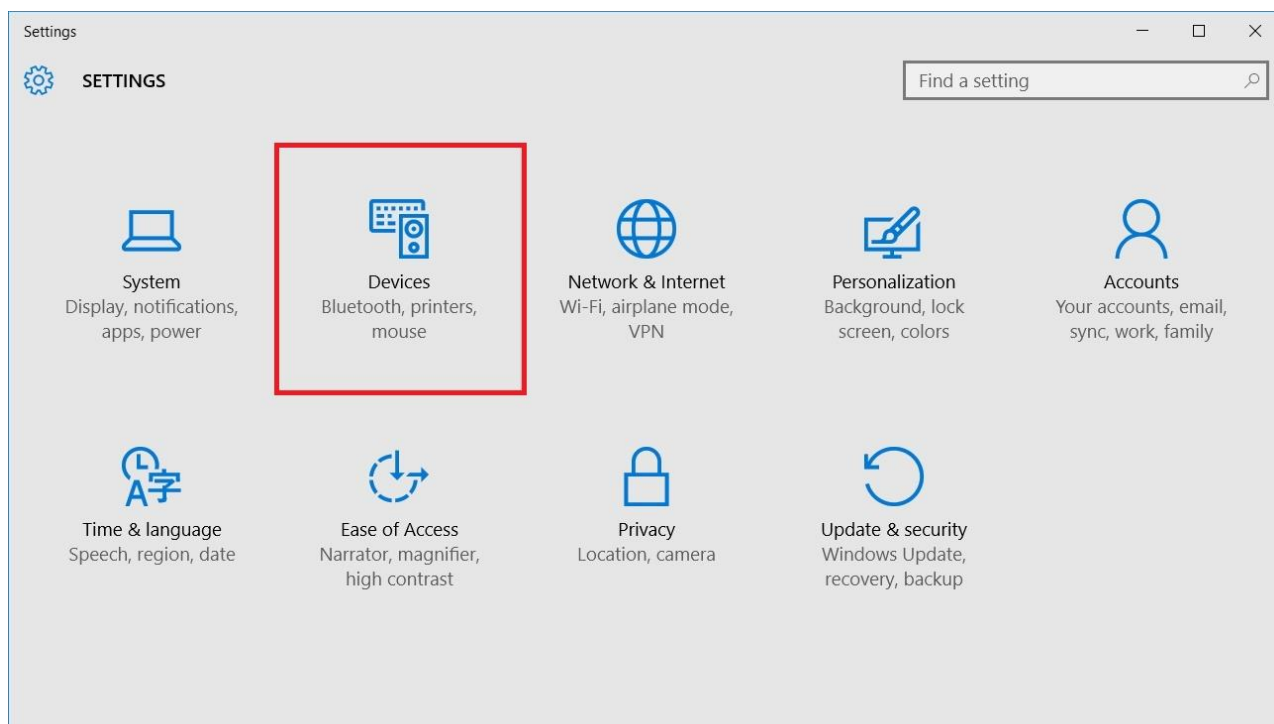 Settings
SETTINGS
Find a setting
System
Display, notifications,
apps, power
Devices
Bluetooth, printers,
mouse
Network & Internet
Wi-Fi, airplane mode,
VPN
Personalization
Background, lock
screen, colors
Accounts
Your accounts, email,
sync, work, family
Time & language
Speech, region, date
Ease of Access
Narrator, magnifier,
high contrast
Privacy
Location, camera
Update & security
Windows Update,
recovery, backup